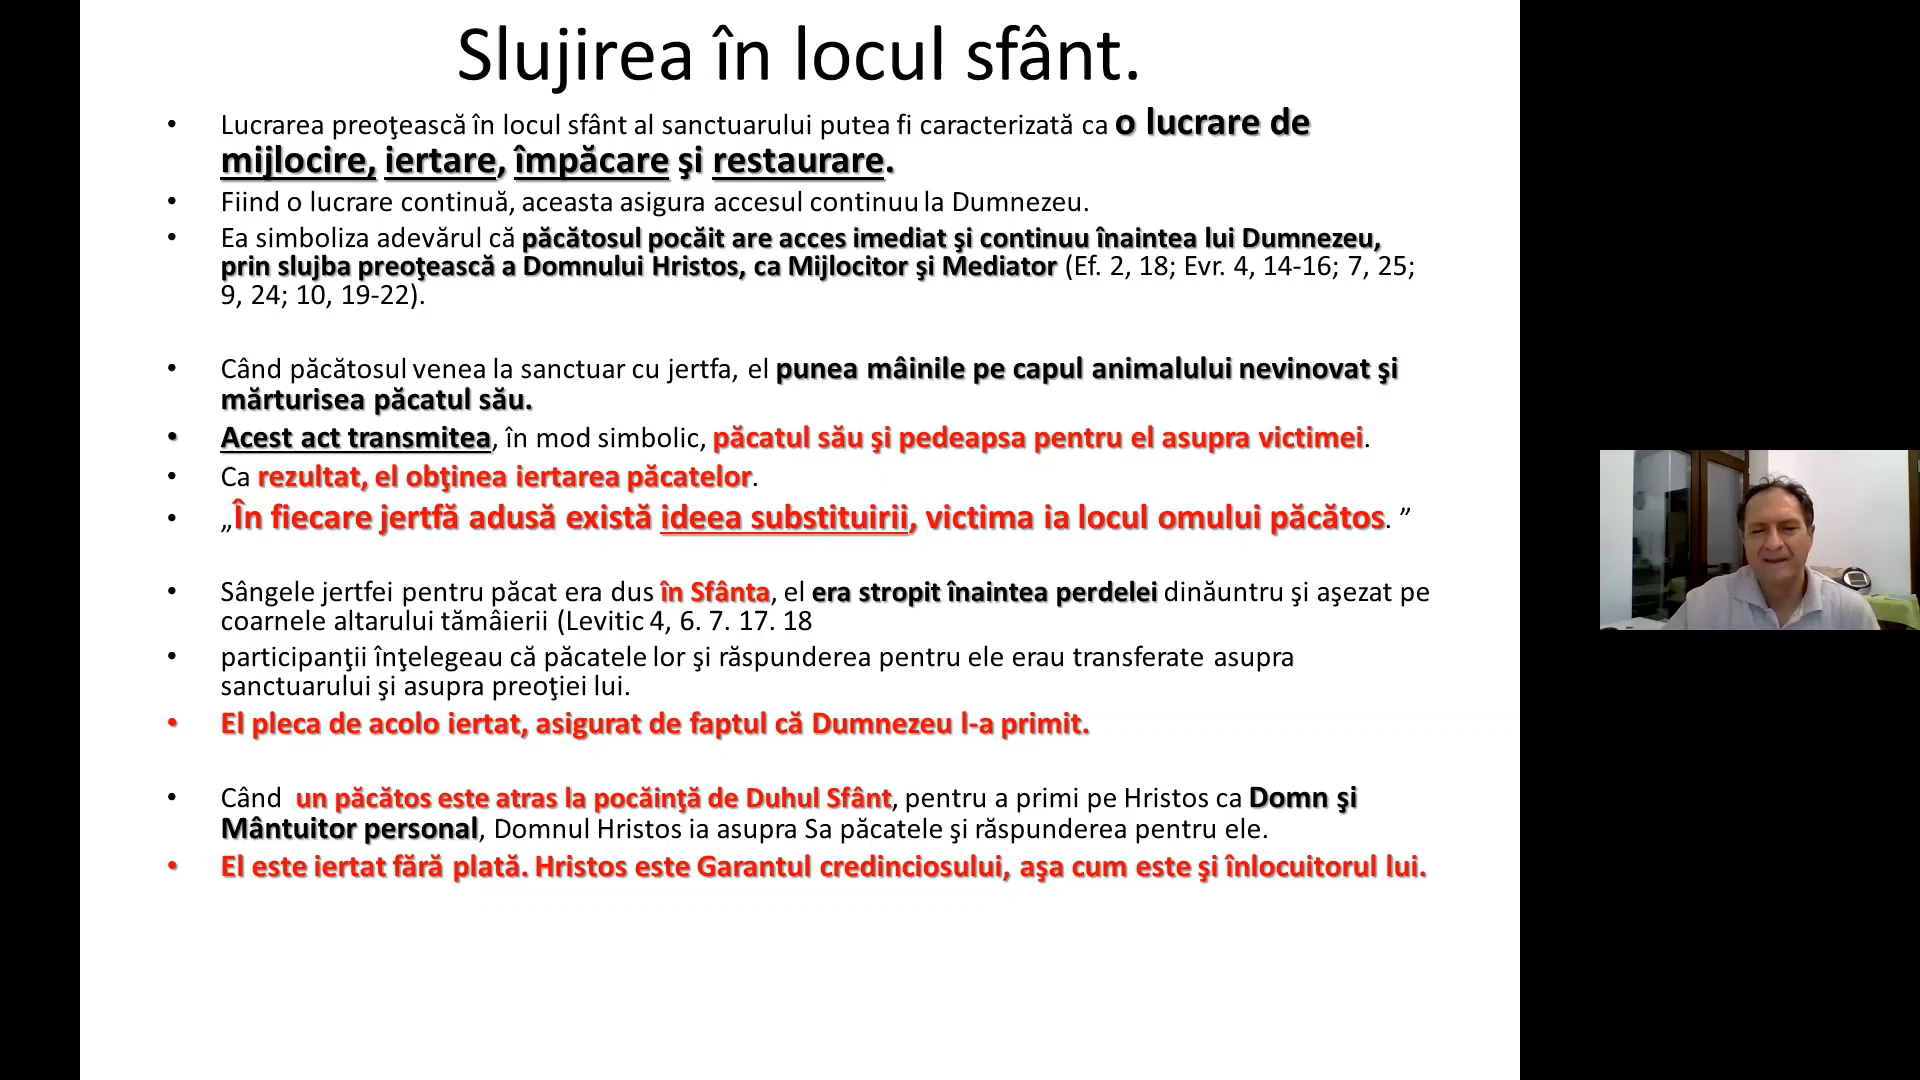 Slujirea în locul sfânt.
• Lucrarea preoţească în locul sfânt al sanctuarului putea fi caracterizată ca o lucrare de
mijlocire, iertare, împăcare şi restaurare.
• Fiind o lucrare continuă, aceasta asigura accesul continuu la Dumnezeu.
• Ea simboliza adevărul că păcătosul pocăit are acces imediat şi continuu înaintea lui Dumnezeu,
prin slujba preoţească a Domnului Hristos, ca Mijlocitor şi Mediator (Ef. 2, 18; Evr. 4, 14-16; 7, 25;
9, 24; 10, 19-22).
• Când păcătosul venea la sanctuar cu jertfa, el punea mâinile pe capul animalului nevinovat şi
mărturisea păcatul său.
• Acest act transmitea, în mod simbolic, păcatul său şi pedeapsa pentru el asupra victimei.
• Ca rezultat, el obţinea iertarea păcatelor.
• „În fiecare jertfă adusă există ideea substituirii, victima ia locul omului păcătos. ”
• Sângele jertfei pentru păcat era dus în Sfânta, el era stropit înaintea perdelei dinăuntru şi aşezat pe
coarnele altarului tămâierii (Levitic 4, 6. 7. 17. 18
• participanţii înţelegeau că păcatele lor şi răspunderea pentru ele erau transferate asupra
sanctuarului şi asupra preoţiei lui.
• El pleca de acolo iertat, asigurat de faptul că Dumnezeu l-a primit.
• Când un păcătos este atras la pocăinţă de Duhul Sfânt, pentru a primi pe Hristos ca Domn şi
Mântuitor personal, Domnul Hristos ia asupra Sa păcatele şi răspunderea pentru ele.
• El este iertat fără plată. Hristos este Garantul credinciosului, aşa cum este şi înlocuitorul lui.